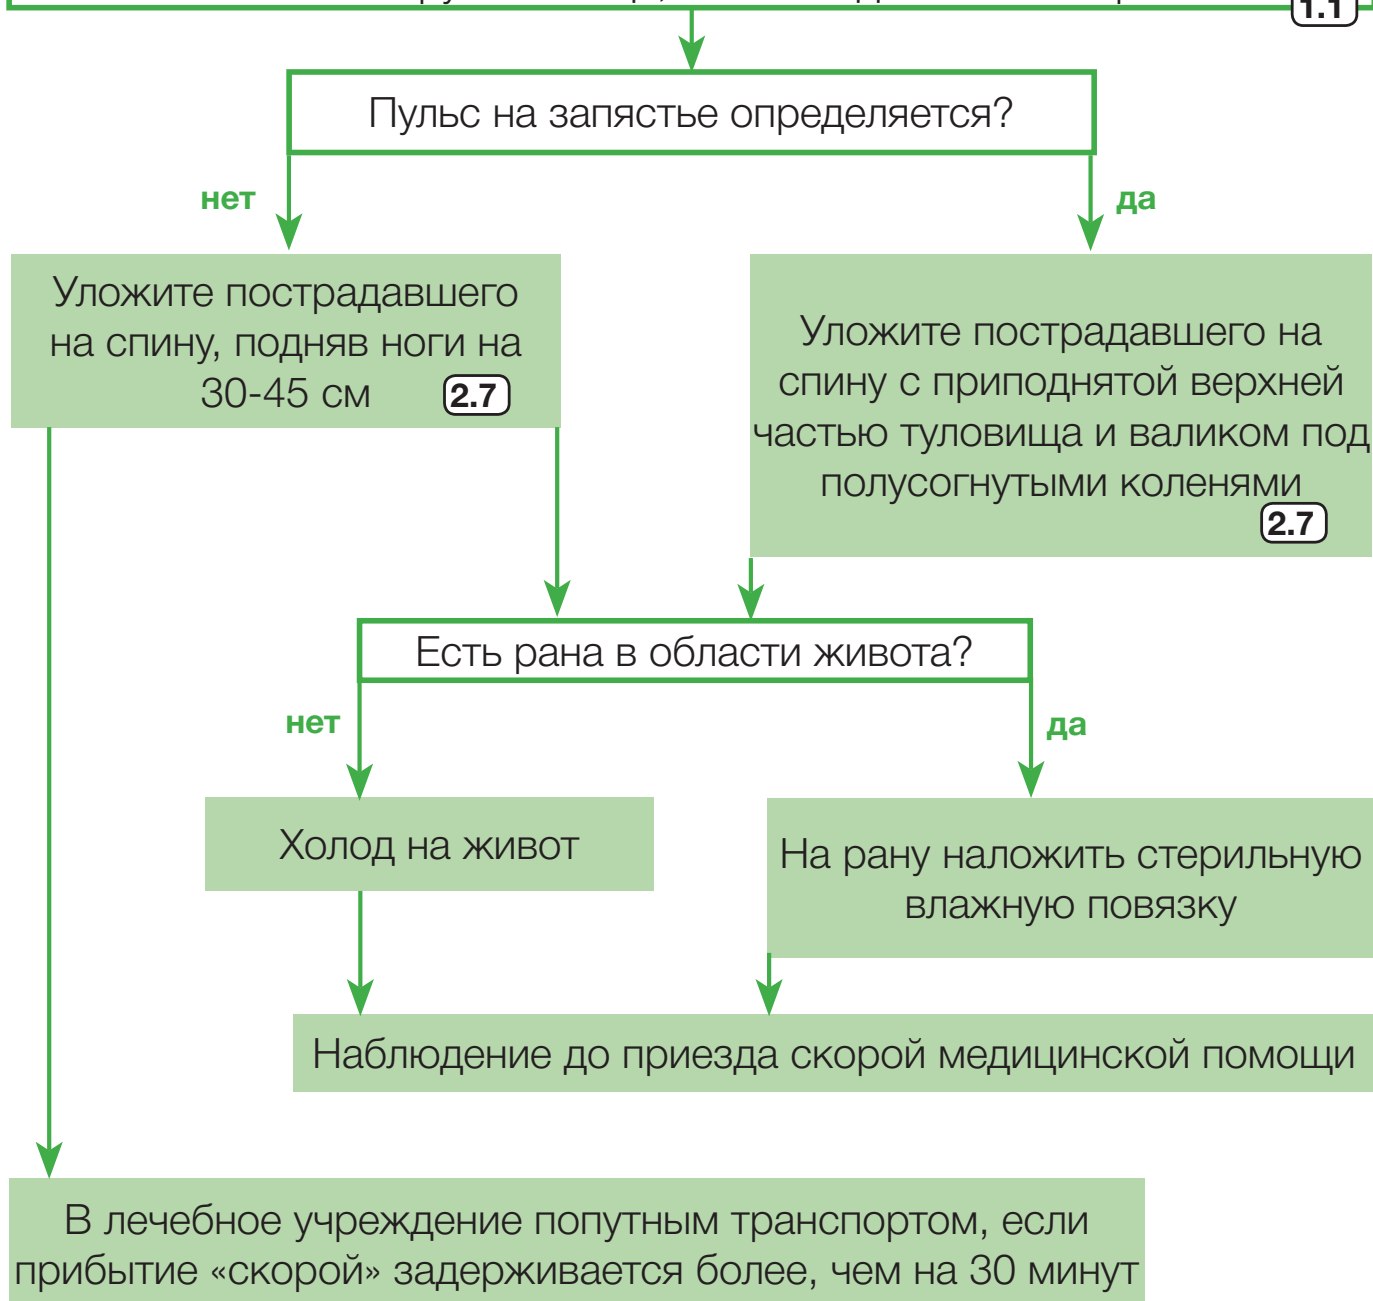 1.1
Пульс на запястье определяется?
нет
да
Уложите пострадавшего
на спину, подняв ноги на
30-45 см
2.7
Уложите пострадавшего на
спину с приподнятой верхней
частью туловища и валиком под
полусогнутыми коленями
2.7
Есть рана в области живота?
нет
да
Холод на живот
На рану наложить стерильную
влажную повязку
Наблюдение до приезда скорой медицинской помощи
В лечебное учреждение попутным транспортом, если
прибытие «скорой» задерживается более, чем на 30 минут